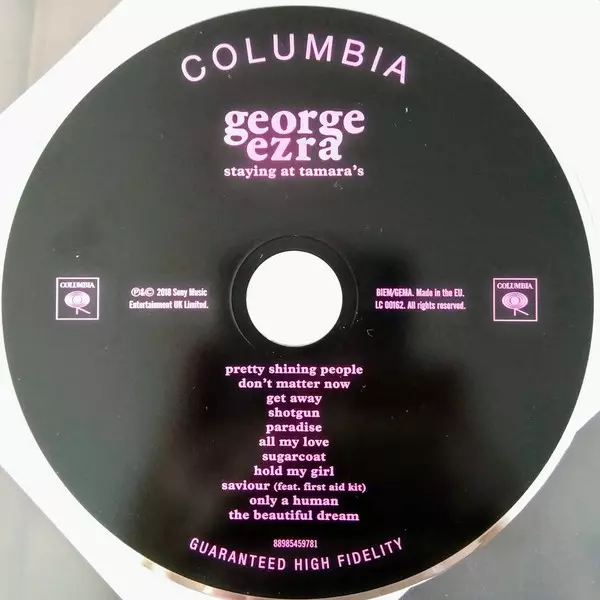 COLUMBIA
george
ezra
staying at tamara's
COLUMBIA
℗&© 2018 Sony Music
Entertainment UK Limited.
BIEM/GEMA. Made in the EU.
LC 00162. All rights reserved.
COLUMBIA
pretty shining people
don't matter now
get away
shotgun
paradise
all my love
sugarcoat
hold my girl
saviour (feat. first aid kit)
only a human
the beautiful dream
88985459781
GUARANTEED HIGH FIDELITY